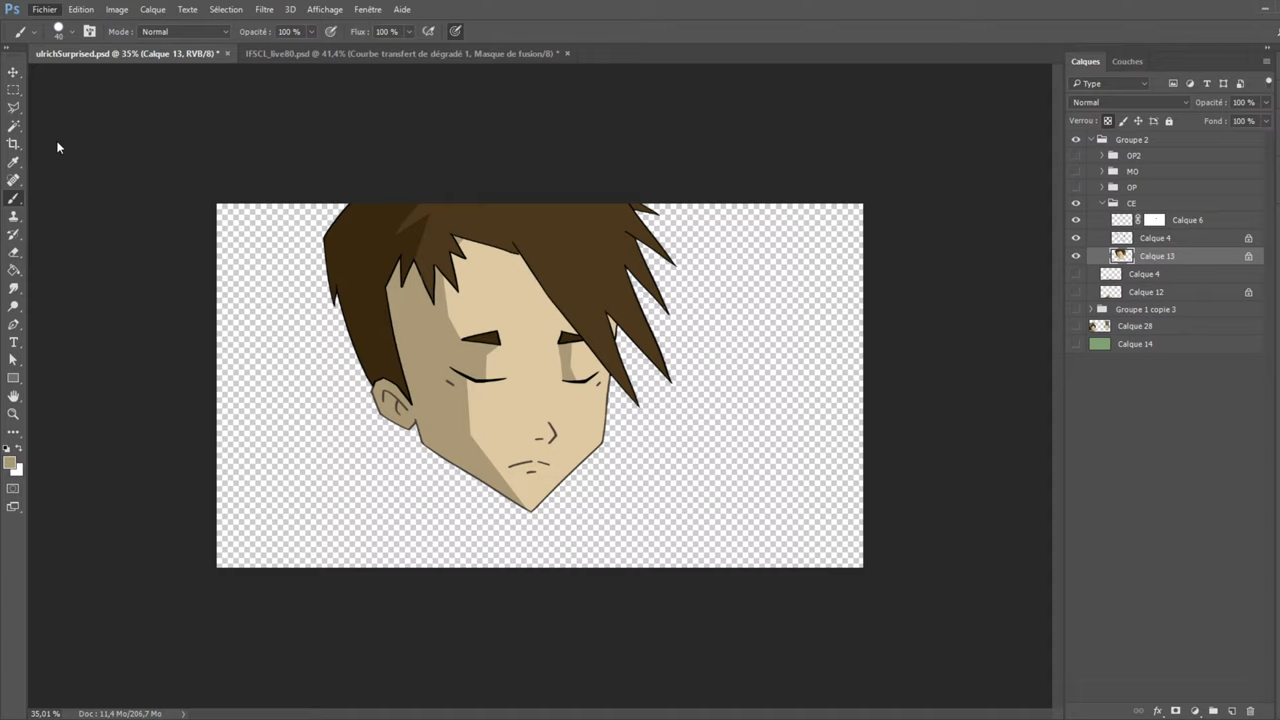 Ps Fichier Edition Image Calque Texte Sélection Filtre 3D Affichage Fenêtre Aide
40 Mode : Normal Opacité : 100 % Flux : 100 %
ulrichSurprised.psd @ 35% (Calque 13, RVB/8) * × IFSCL_live80.psd @ 41,4% (Courbe transfert de dégradé 1, Masque de fusion/8) * ×
Calques Couches
Type
Normal Opacité : 100 %
Verrou : Fond : 100 %
Groupe 2
OP2
MO
OP
CE
Calque 6
Calque 4
Calque 13
Calque 4
Calque 12
Groupe 1 copie 3
Calque 28
Calque 14
35,01 % Doc : 11,4 Mo/206,7 Mo